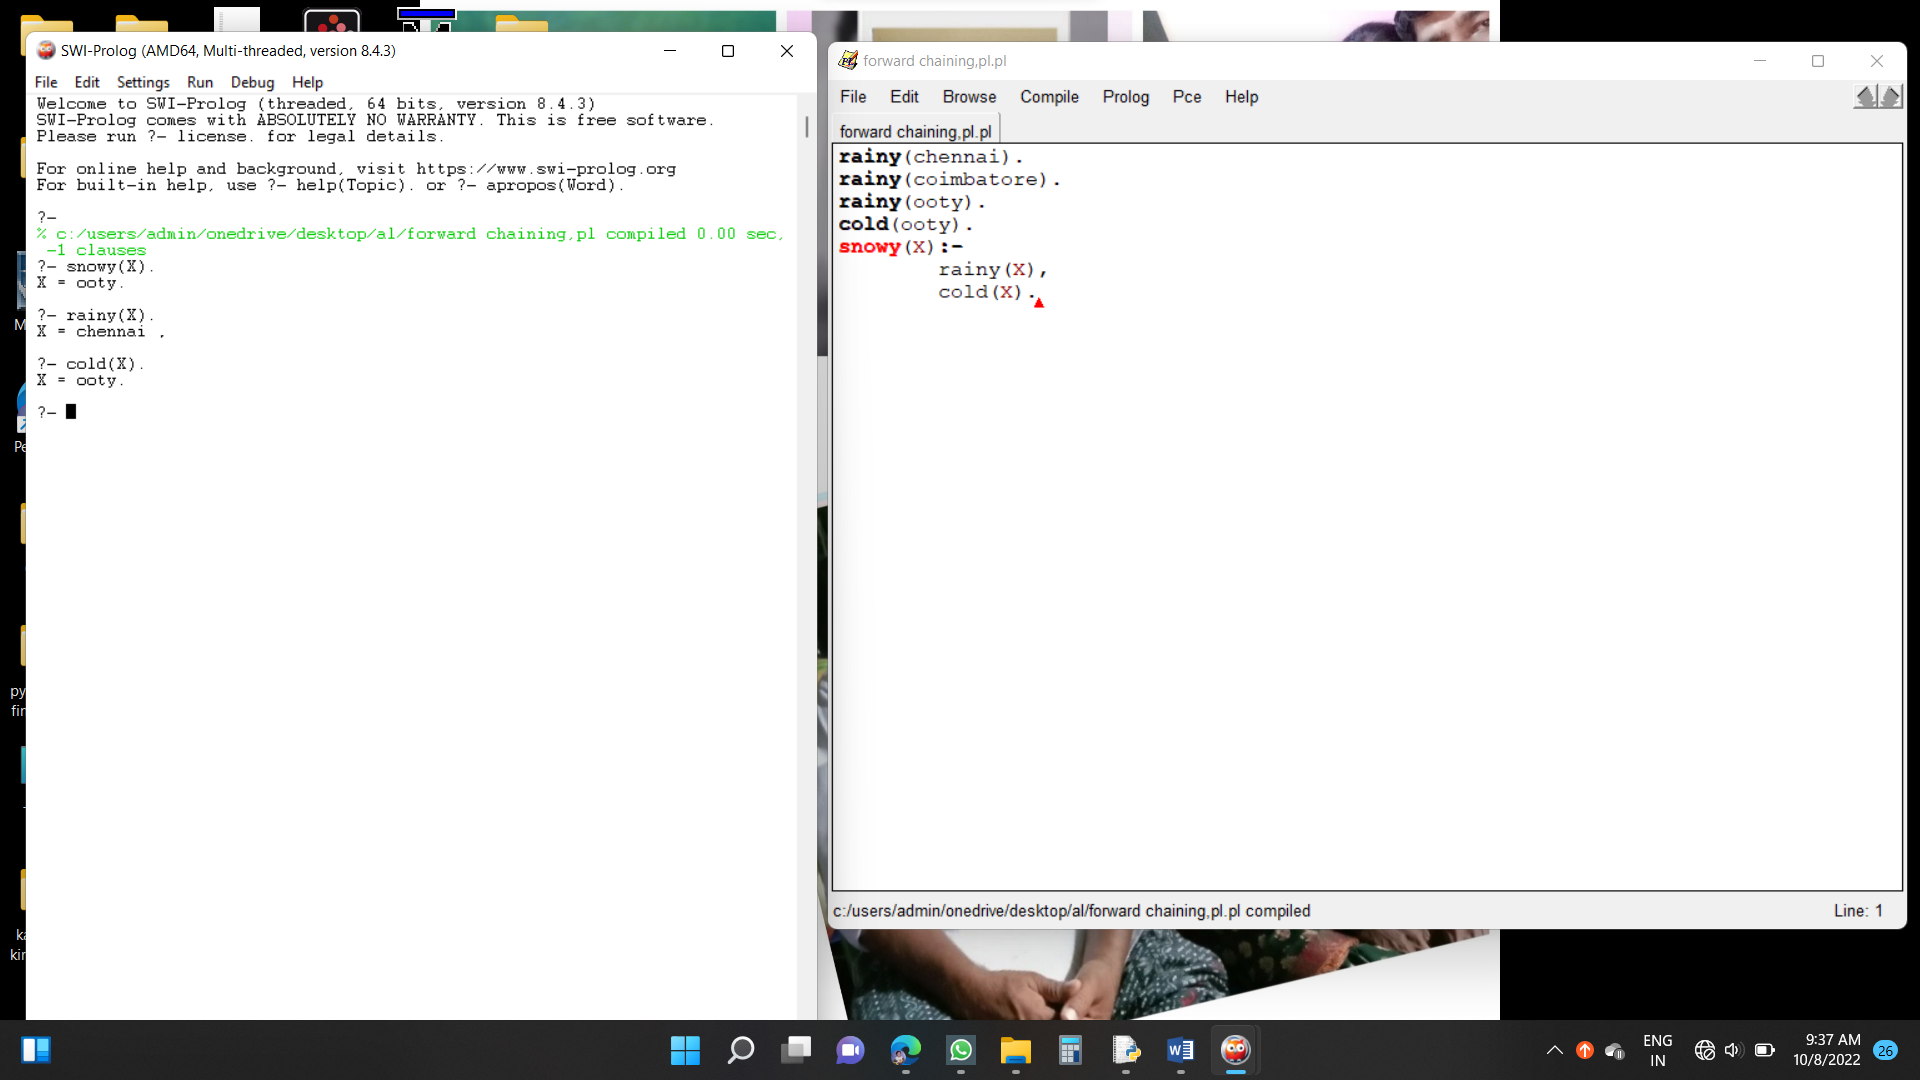 SWI-Prolog (AMD64, Multi-threaded, version 8.4.3)
File Edit Settings Run Debug Help
Welcome to SWI-Prolog (threaded, 64 bits, version 8.4.3)
SWI-Prolog comes with ABSOLUTELY NO WARRANTY. This is free software.
Please run ?- license. for legal details.
For online help and background, visit https://www.swi-prolog.org
For built-in help, use ?- help(Topic). or ?- apropos(Word).
?-
% c:/users/admin/onedrive/desktop/al/forward chaining,pl compiled 0.00 sec,
-1 clauses
?- snowy(X).
X = ooty.
?- rainy(X).
X = chennai ,
?- cold(X).
X = ooty.
?-
forward chaining,pl.pl
File Edit Browse Compile Prolog Pce Help
forward chaining,pl.pl
rainy(chennai).
rainy(coimbatore).
rainy(ooty).
cold(ooty).
snowy(X):-
rainy(X),
cold(X).
c:/users/admin/onedrive/desktop/al/forward chaining,pl.pl compiled
Line: 1
ENG
IN
9:37 AM
10/8/2022
26